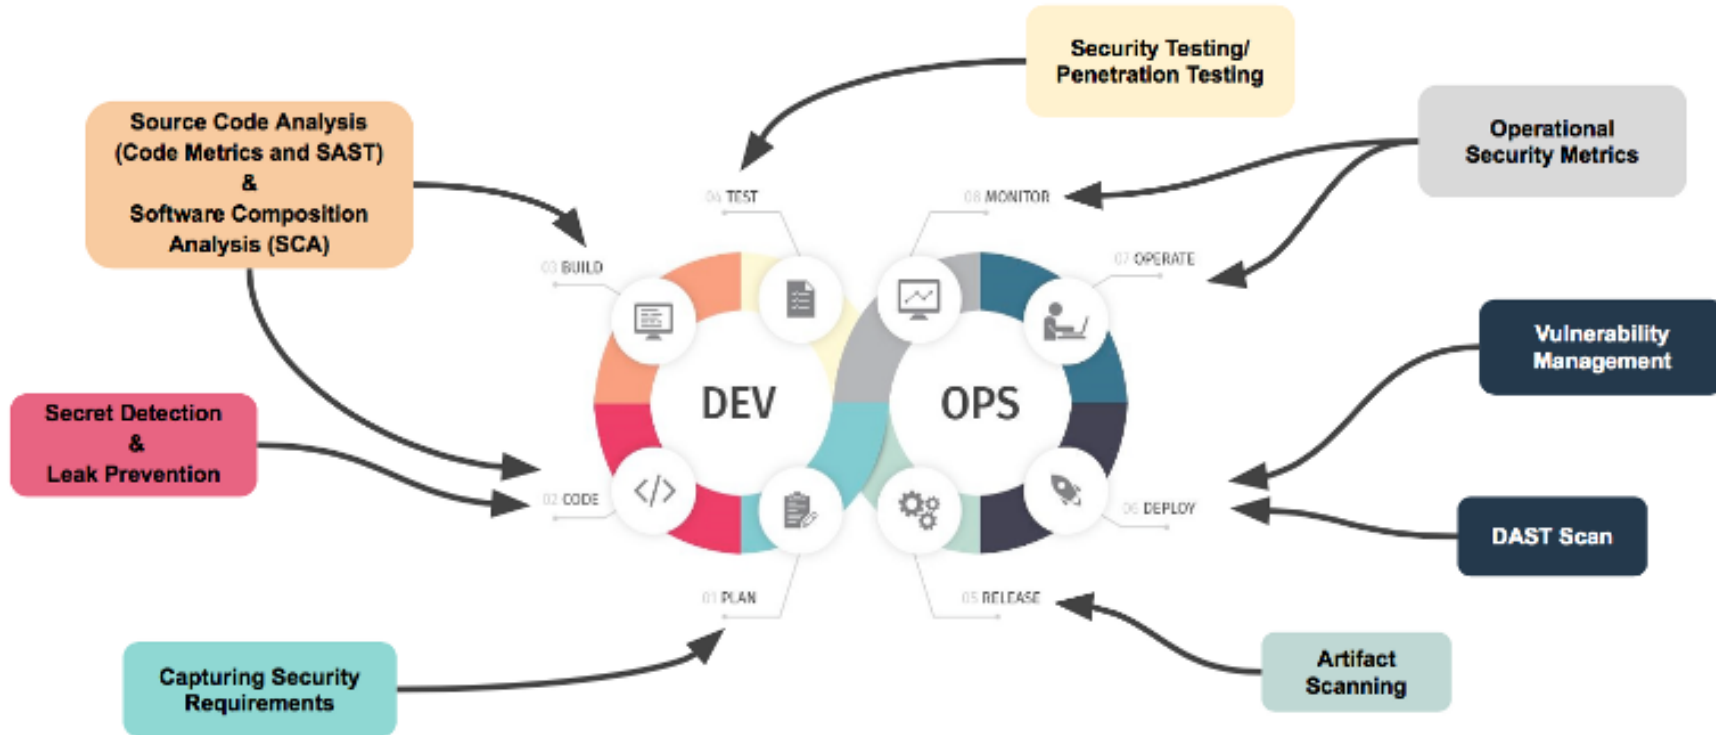 Security Testing/
Penetration Testing
Source Code Analysis
(Code Metrics and SAST)
&
Software Composition
Analysis (SCA)
Operational
Security Metrics
04 TEST
08 MONITOR
03 BUILD
07 OPERATE
Vulnerability
Management
DEV
OPS
Secret Detection
&
Leak Prevention
02 CODE
06 DEPLOY
DAST Scan
01 PLAN
05 RELEASE
Capturing Security
Requirements
Artifact
Scanning